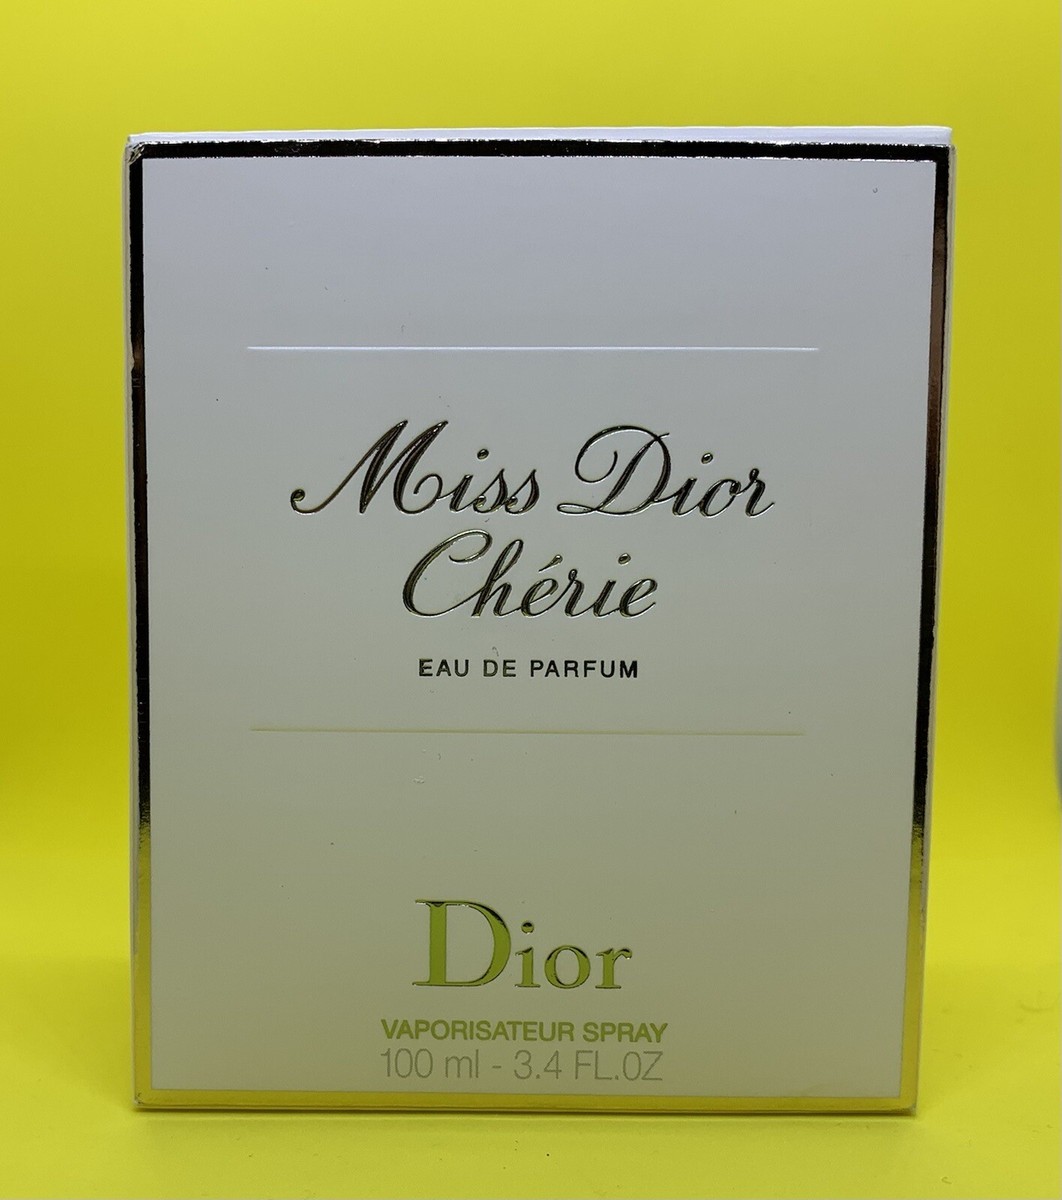 Miss Dior
Chérie
EAU DE PARFUM
Dior
VAPORISATEUR SPRAY
100 ml - 3.4 FL.OZ